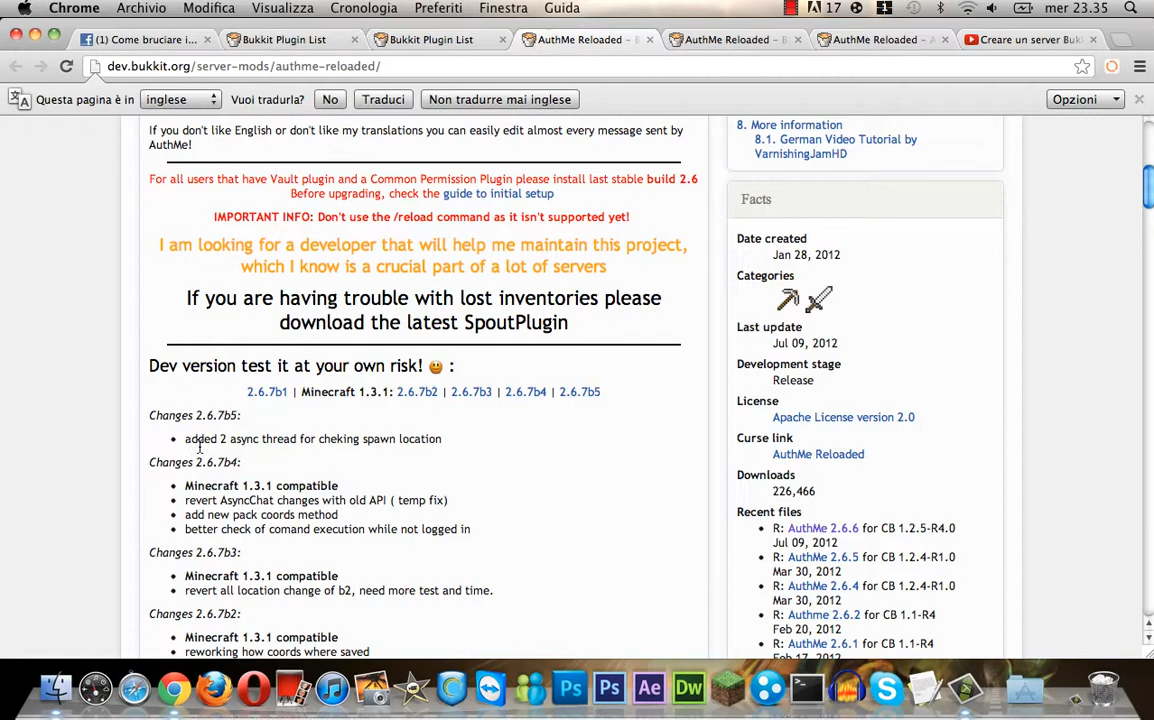 Chrome Archivio Modifica Visualizza Cronologia Preferiti Finestra Guida 17 mer 23.35
(1) Come bruciare i... Bukkit Plugin List Bukkit Plugin List AuthMe Reloaded - B AuthMe Reloaded - B AuthMe Reloaded - A Creare un server Buk
dev.bukkit.org/server-mods/authme-reloaded/
Questa pagina è in inglese Vuoi tradurla? No Traduci Non tradurre mai inglese Opzioni
If you don't like English or don't like my translations you can easily edit almost every message sent by
AuthMe!
For all users that have Vault plugin and a Common Permission Plugin please install last stable build 2.6
Before upgrading, check the guide to initial setup
IMPORTANT INFO: Don't use the /reload command as it isn't supported yet!
I am looking for a developer that will help me maintain this project,
which I know is a crucial part of a lot of servers
If you are having trouble with lost inventories please
download the latest SpoutPlugin
Dev version test it at your own risk! :
2.6.7b1 | Minecraft 1.3.1: 2.6.7b2 | 2.6.7b3 | 2.6.7b4 | 2.6.7b5
Changes 2.6.7b5:
added 2 async thread for cheking spawn location
Changes 2.6.7b4:
Minecraft 1.3.1 compatible
revert AsyncChat changes with old API ( temp fix)
add new pack coords method
better check of comand execution while not logged in
Changes 2.6.7b3:
Minecraft 1.3.1 compatible
revert all location change of b2, need more test and time.
Changes 2.6.7b2:
Minecraft 1.3.1 compatible
reworking how coords where saved
8. More information
8.1. German Video Tutorial by
VarnishingJamHD
Facts
Date created
Jan 28, 2012
Categories
Last update
Jul 09, 2012
Development stage
Release
License
Apache License version 2.0
Curse link
AuthMe Reloaded
Downloads
226,466
Recent files
R: AuthMe 2.6.6 for CB 1.2.5-R4.0
Jul 09, 2012
R: AuthMe 2.6.5 for CB 1.2.4-R1.0
Mar 30, 2012
R: AuthMe 2.6.4 for CB 1.2.4-R1.0
Mar 30, 2012
R: Authme 2.6.2 for CB 1.1-R4
Feb 20, 2012
R: AuthMe 2.6.1 for CB 1.1-R4
Feb 17, 2012
Ps Ps Ae Dw